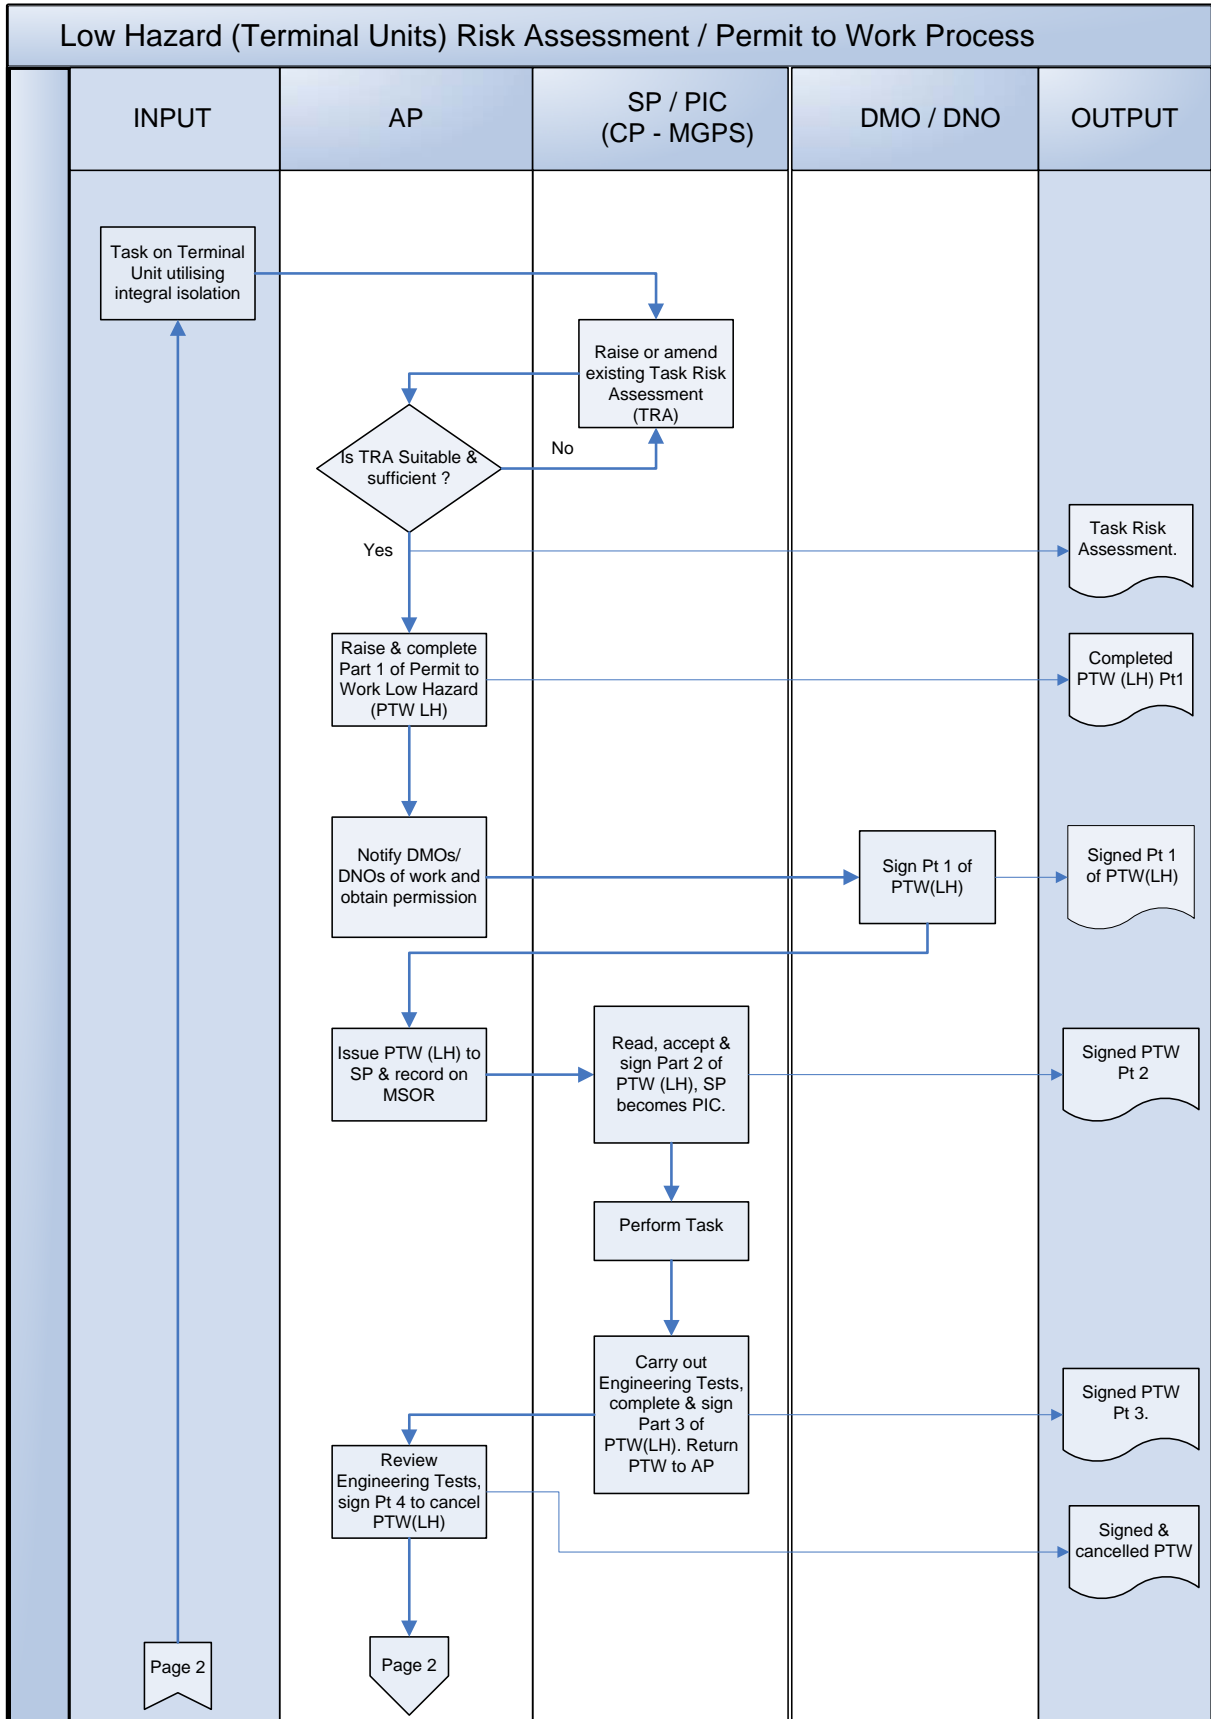 Low Hazard (Terminal Units) Risk Assessment / Permit to Work Process
INPUT
AP
SP / PIC
(CP - MGPS)
DMO / DNO
OUTPUT
Task on Terminal
Unit utilising
integral isolation
Raise or amend
existing Task Risk
Assessment
(TRA)
Is TRA Suitable &
sufficient ?
No
Yes
Task Risk
Assessment.
Raise & complete
Part 1 of Permit to
Work Low Hazard
(PTW LH)
Completed
PTW (LH) Pt1
Notify DMOs/
DNOs of work and
obtain permission
Sign Pt 1 of
PTW(LH)
Signed Pt 1
of PTW(LH)
Issue PTW (LH) to
SP & record on
MSOR
Read, accept &
sign Part 2 of
PTW (LH), SP
becomes PIC.
Signed PTW
Pt 2
Perform Task
Carry out
Engineering Tests,
complete & sign
Part 3 of
PTW(LH). Return
PTW to AP
Signed PTW
Pt 3.
Review
Engineering Tests,
sign Pt 4 to cancel
PTW(LH)
Signed &
cancelled PTW
Page 2
Page 2